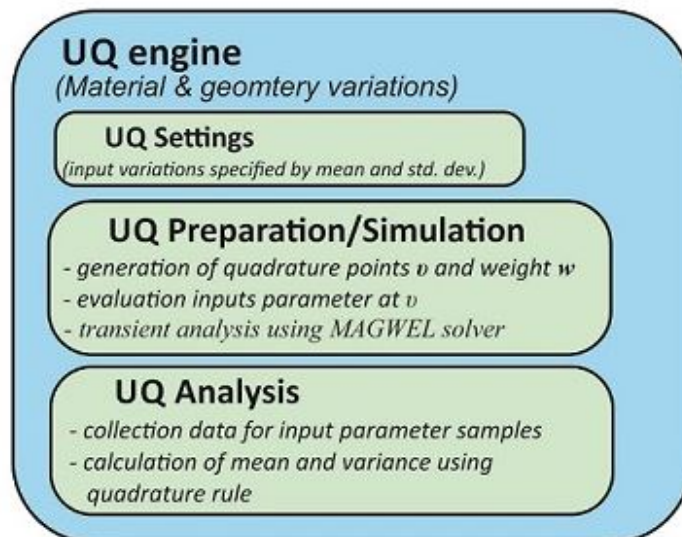 UQ engine
(Material & geomtery variations)
UQ Settings
(input variations specified by mean and std. dev.)
UQ Preparation/Simulation
- generation of quadrature points υ and weight w
- evaluation inputs parameter at υ
- transient analysis using MAGWEL solver
UQ Analysis
- collection data for input parameter samples
- calculation of mean and variance using
quadrature rule